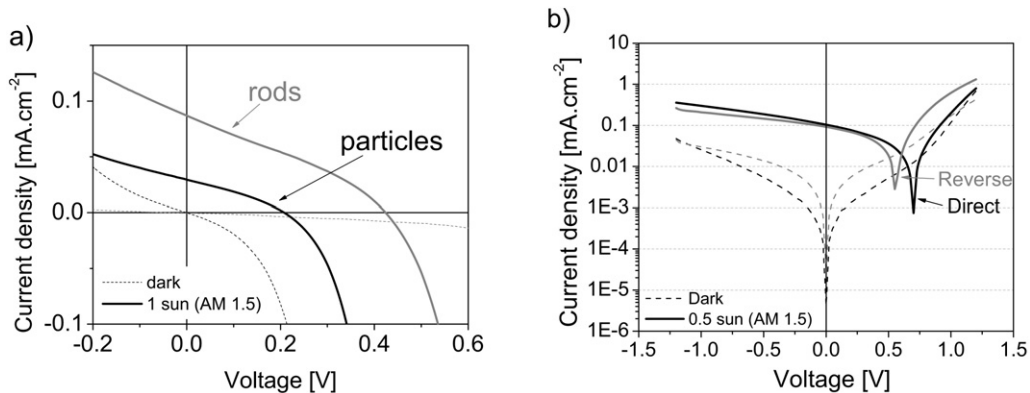 a)
Current density [mA.cm-2]
0.1
0.0
-0.1
rods
particles
dark
1 sun (AM 1.5)
-0.2
0.0
0.2
0.4
0.6
Voltage [V]
b)
Current density [mA.cm-2]
10
1
0.1
0.01
1E-3
1E-4
1E-5
1E-6
Reverse
Direct
Dark
0.5 sun (AM 1.5)
-1.5
-1.0
-0.5
0.0
0.5
1.0
1.5
Voltage [V]